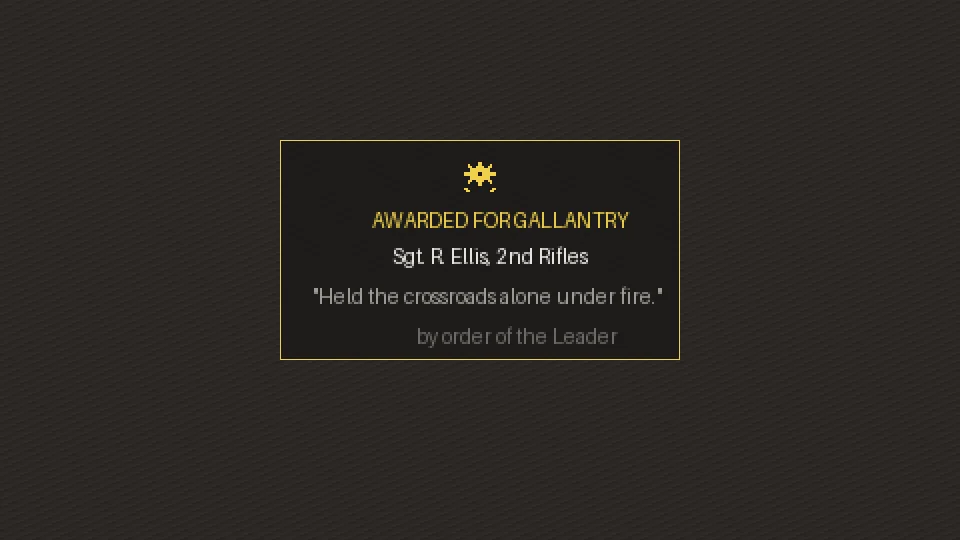 AWARDED FOR GALLANTRY
Sgt. R. Ellis, 2nd Rifles
"Held the crossroads alone under fire."
by order of the Leader